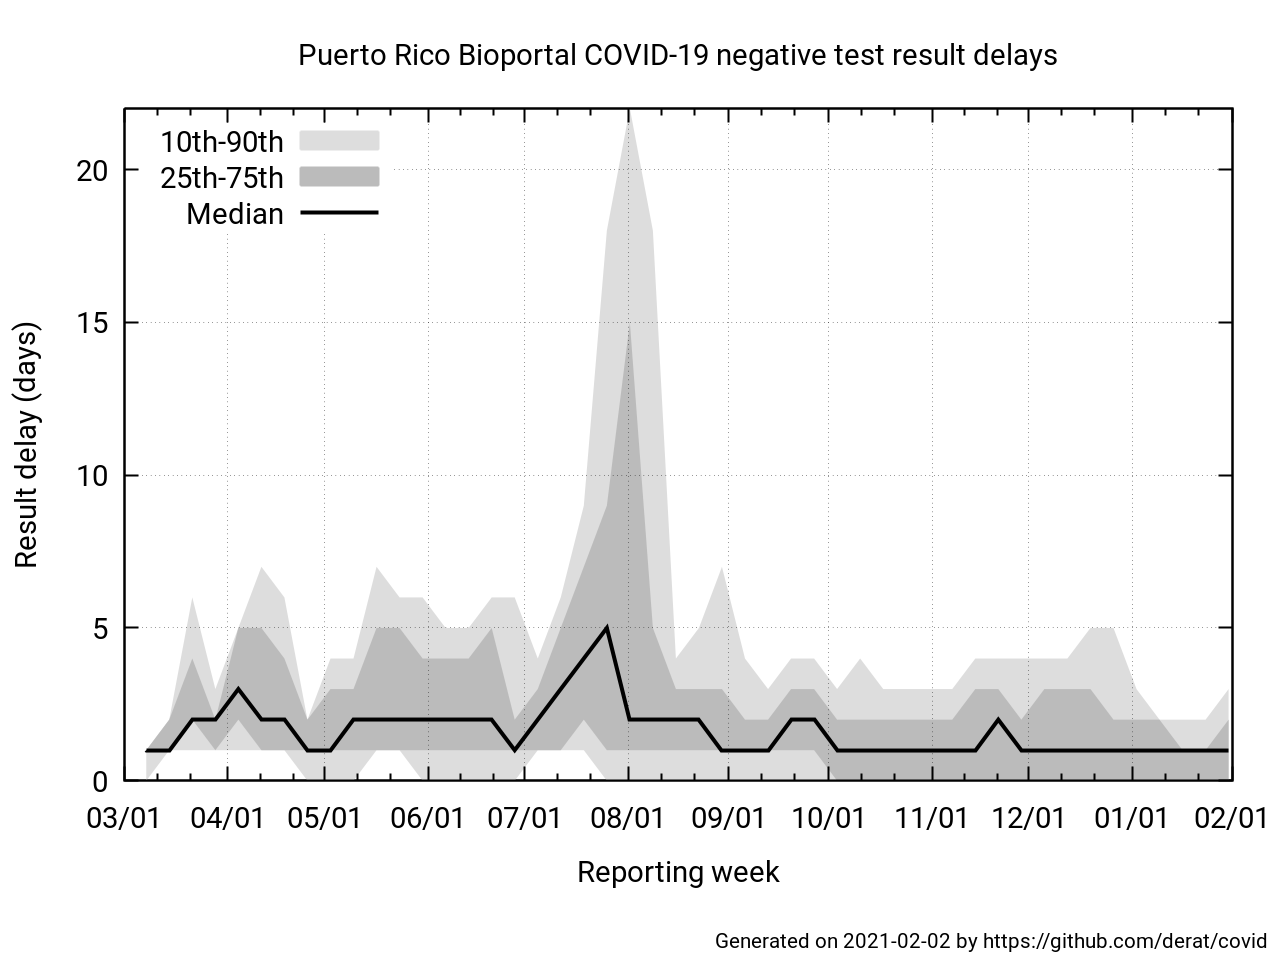 Puerto Rico Bioportal COVID-19 negative test result delays
10th-90th
25th-75th
Median
20
15
10
5
0
Result delay (days)
03/01 04/01 05/01 06/01 07/01 08/01 09/01 10/01 11/01 12/01 01/01 02/01
Reporting week
Generated on 2021-02-02 by https://github.com/derat/covid